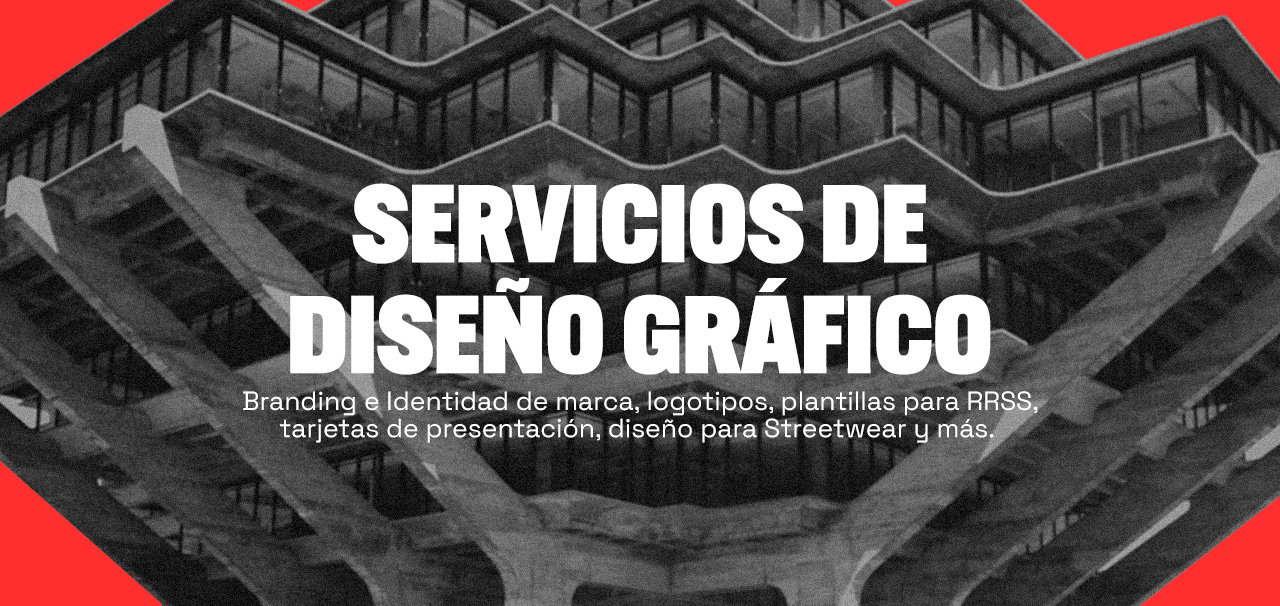 SERVICIOS DE
DISEÑO GRÁFICO
Branding e Identidad de marca, logotipos, plantillas para RRSS,
tarjetas de presentación, diseño para Streetwear y más.